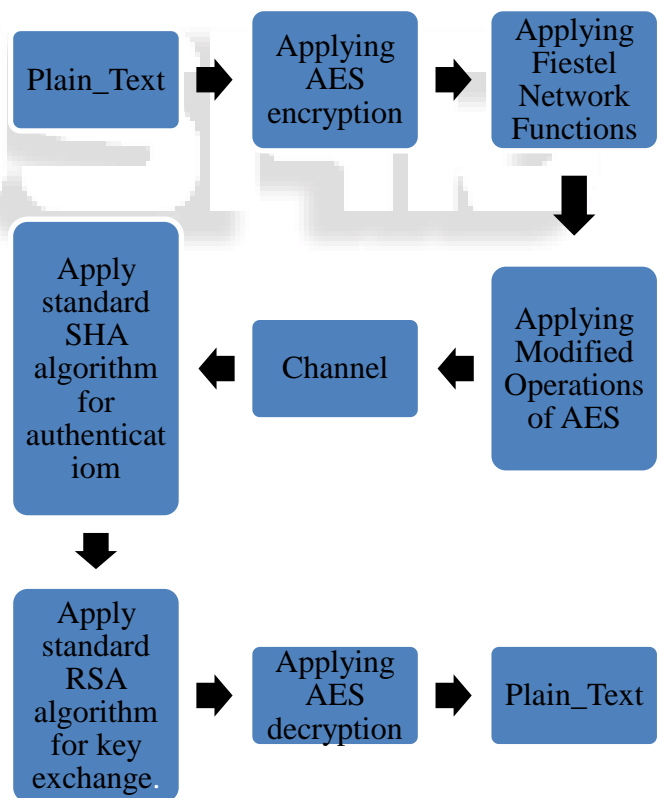 Plain_Text
Applying
AES
encryption
Applying
Fiestel
Network
Functions
Applying
Modified
Operations
of AES
Channel
Apply
standard
SHA
algorithm
for
authenticat
iom
Apply
standard
RSA
algorithm
for key
exchange.
Applying
AES
decryption
Plain_Text